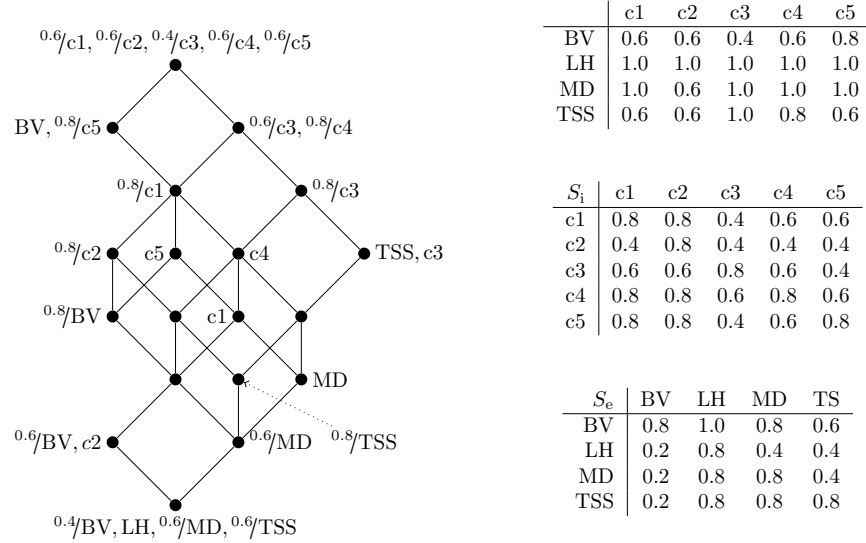 0.6/c1, 0.6/c2, 0.4/c3, 0.6/c4, 0.6/c5
BV, 0.8/c5
0.6/c3, 0.8/c4
0.8/c1
0.8/c3
0.8/c2
c5
c4
TSS, c3
0.8/BV
c1
MD
0.6/BV, c2
0.6/MD
0.8/TSS
0.4/BV, LH, 0.6/MD, 0.6/TSS
c1 c2 c3 c4 c5
BV 0.6 0.6 0.4 0.6 0.8
LH 1.0 1.0 1.0 1.0 1.0
MD 1.0 0.6 1.0 1.0 1.0
TSS 0.6 0.6 1.0 0.8 0.6
Si c1 c2 c3 c4 c5
c1 0.8 0.8 0.4 0.6 0.6
c2 0.4 0.8 0.4 0.4 0.4
c3 0.6 0.6 0.8 0.6 0.4
c4 0.8 0.8 0.6 0.8 0.6
c5 0.8 0.8 0.4 0.6 0.8
Se BV LH MD TS
BV 0.8 1.0 0.8 0.6
LH 0.2 0.8 0.4 0.4
MD 0.2 0.8 0.8 0.4
TSS 0.2 0.8 0.8 0.8